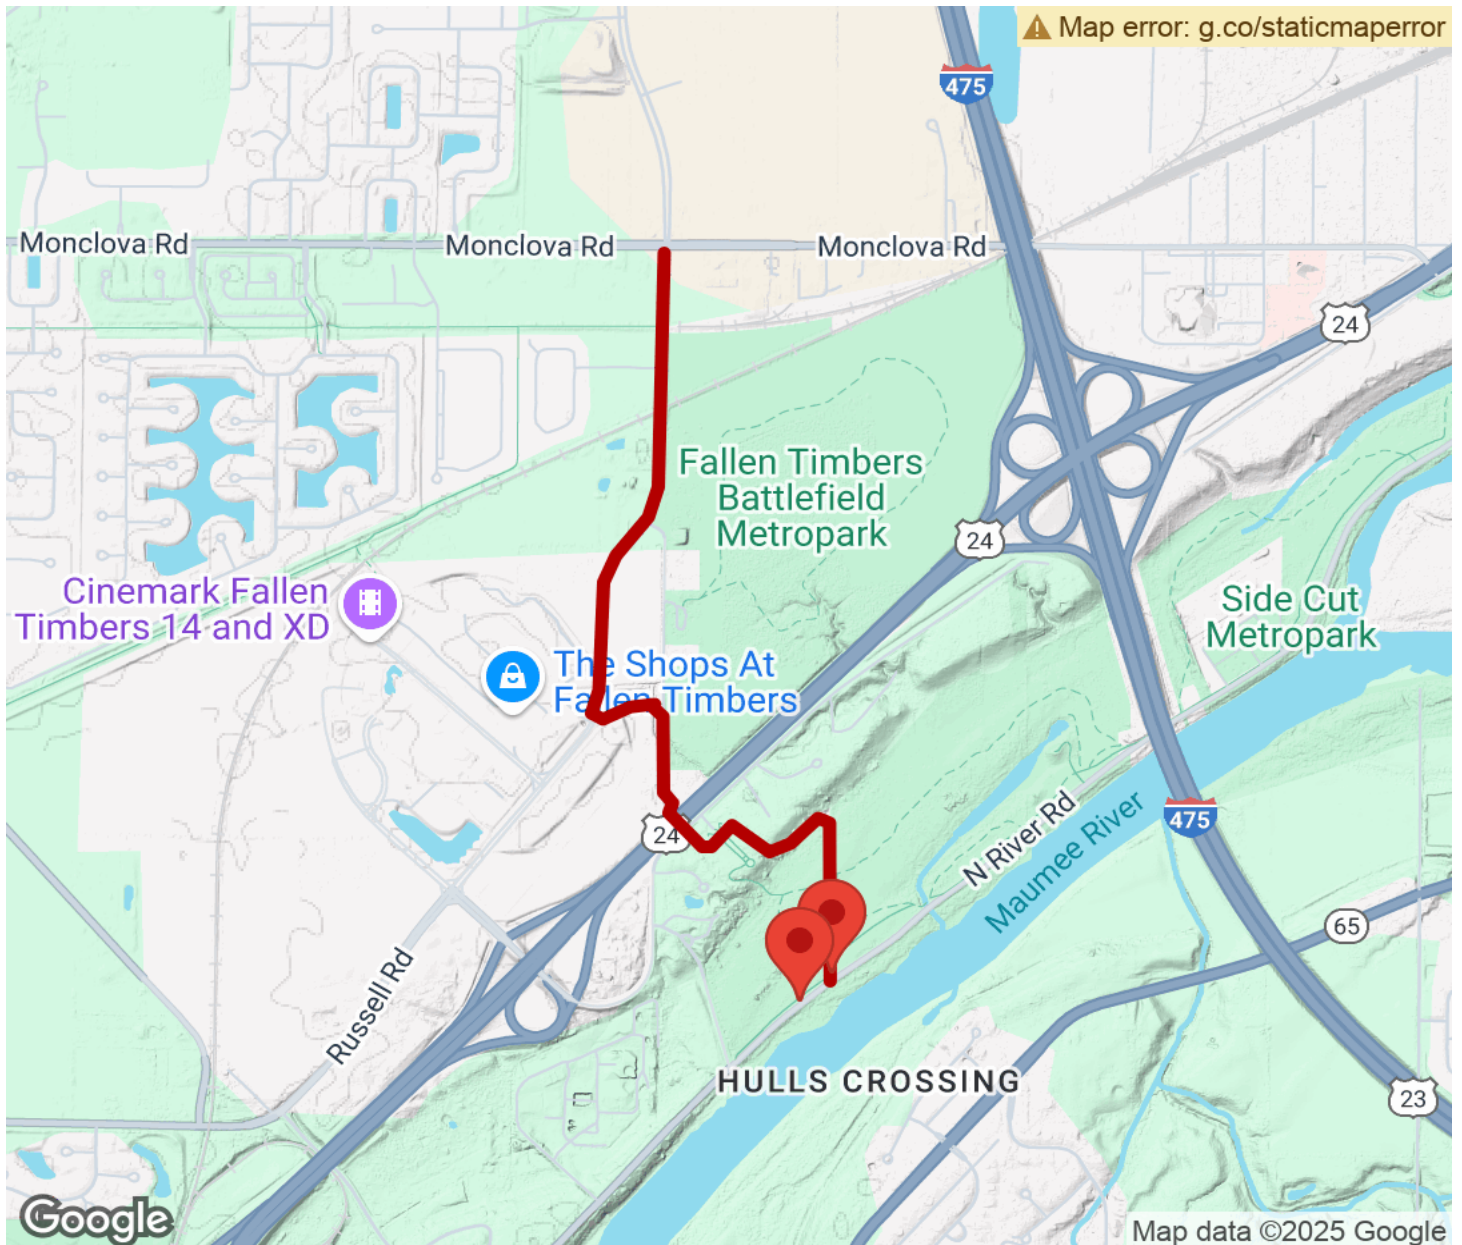 Map error: g.co/staticmaperror
475
Monclova Rd
Monclova Rd
Monclova Rd
24
Fallen Timbers
Battlefield
Metropark
24
Cinemark Fallen
Timbers 14 and XD
Side Cut
Metropark
The Shops At
Fallen Timbers
475
24
N River Rd
Maumee River
65
Russell Rd
HULLS CROSSING
23
Google
Map data ©2025 Google